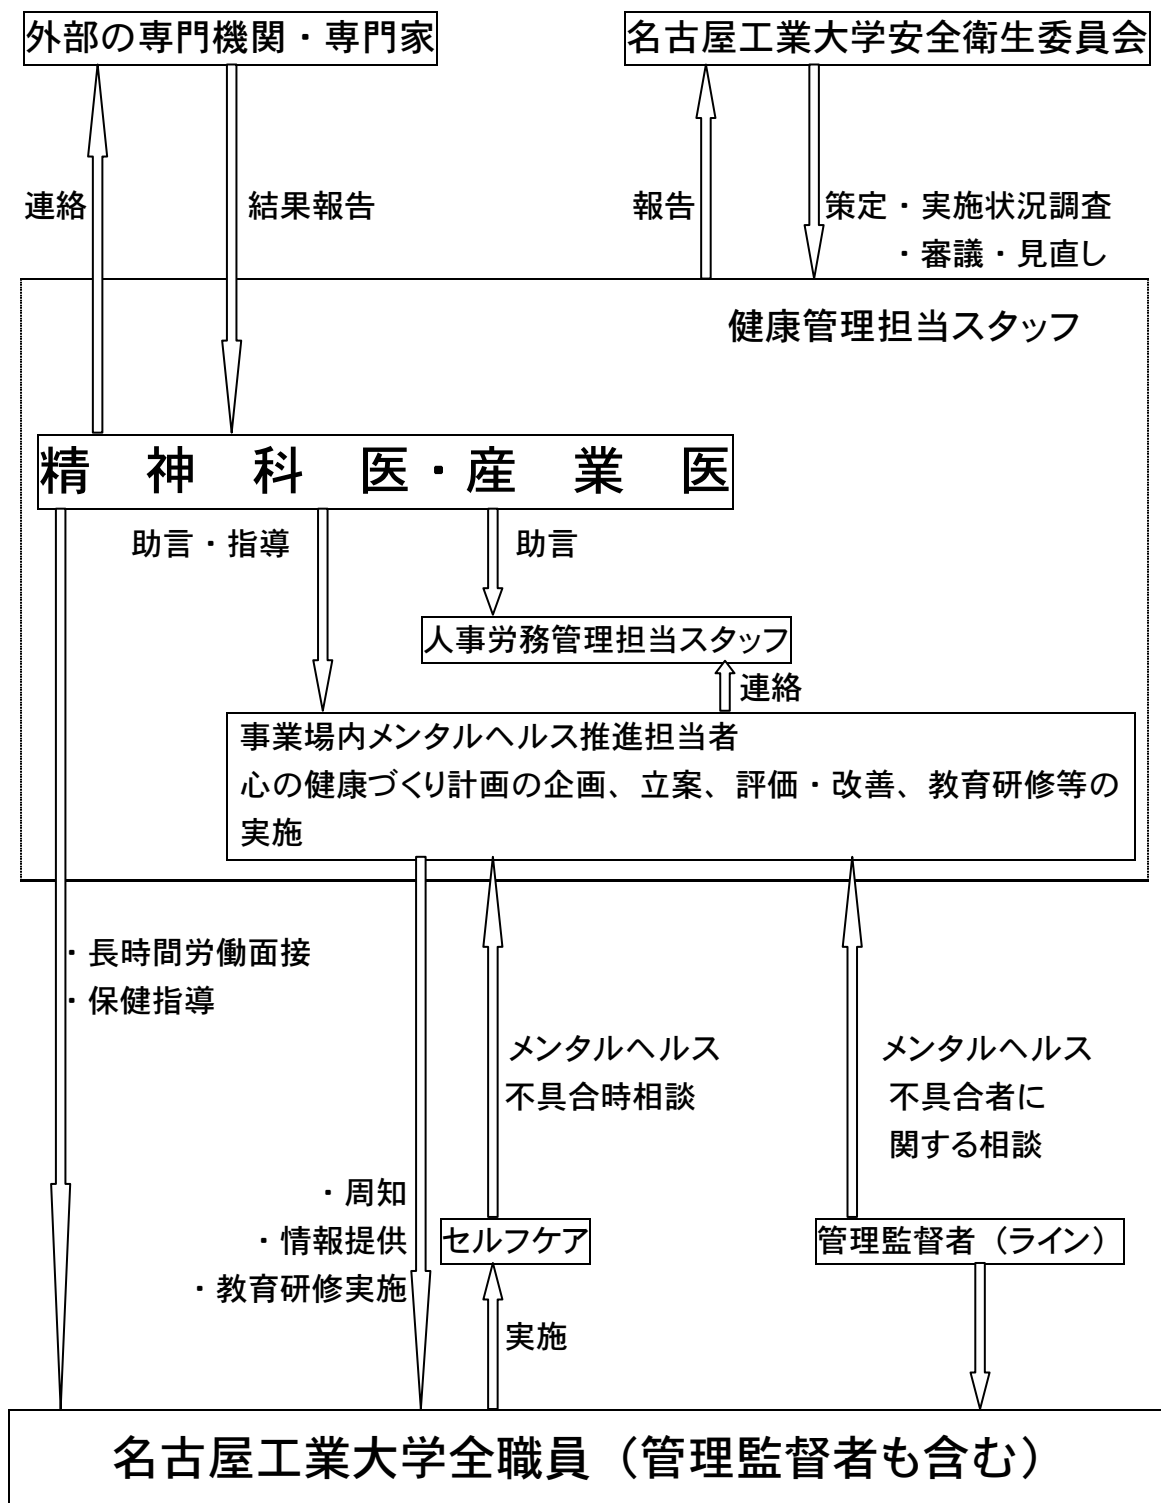 外部の専門機関・専門家
名古屋工業大学安全衛生委員会
連絡
結果報告
報告
策定・実施状況調査
・審議・見直し
健康管理担当スタッフ
精　神　科　医・産　業　医
助言・指導
助言
人事労務管理担当スタッフ
連絡
事業場内メンタルヘルス推進担当者
心の健康づくり計画の企画、立案、評価・改善、教育研修等の
実施
・長時間労働面接
・保健指導
メンタルヘルス
不具合時相談
メンタルヘルス
不具合者に
関する相談
・周知
・情報提供
・教育研修実施
セルフケア
管理監督者（ライン）
実施
名古屋工業大学全職員（管理監督者も含む）